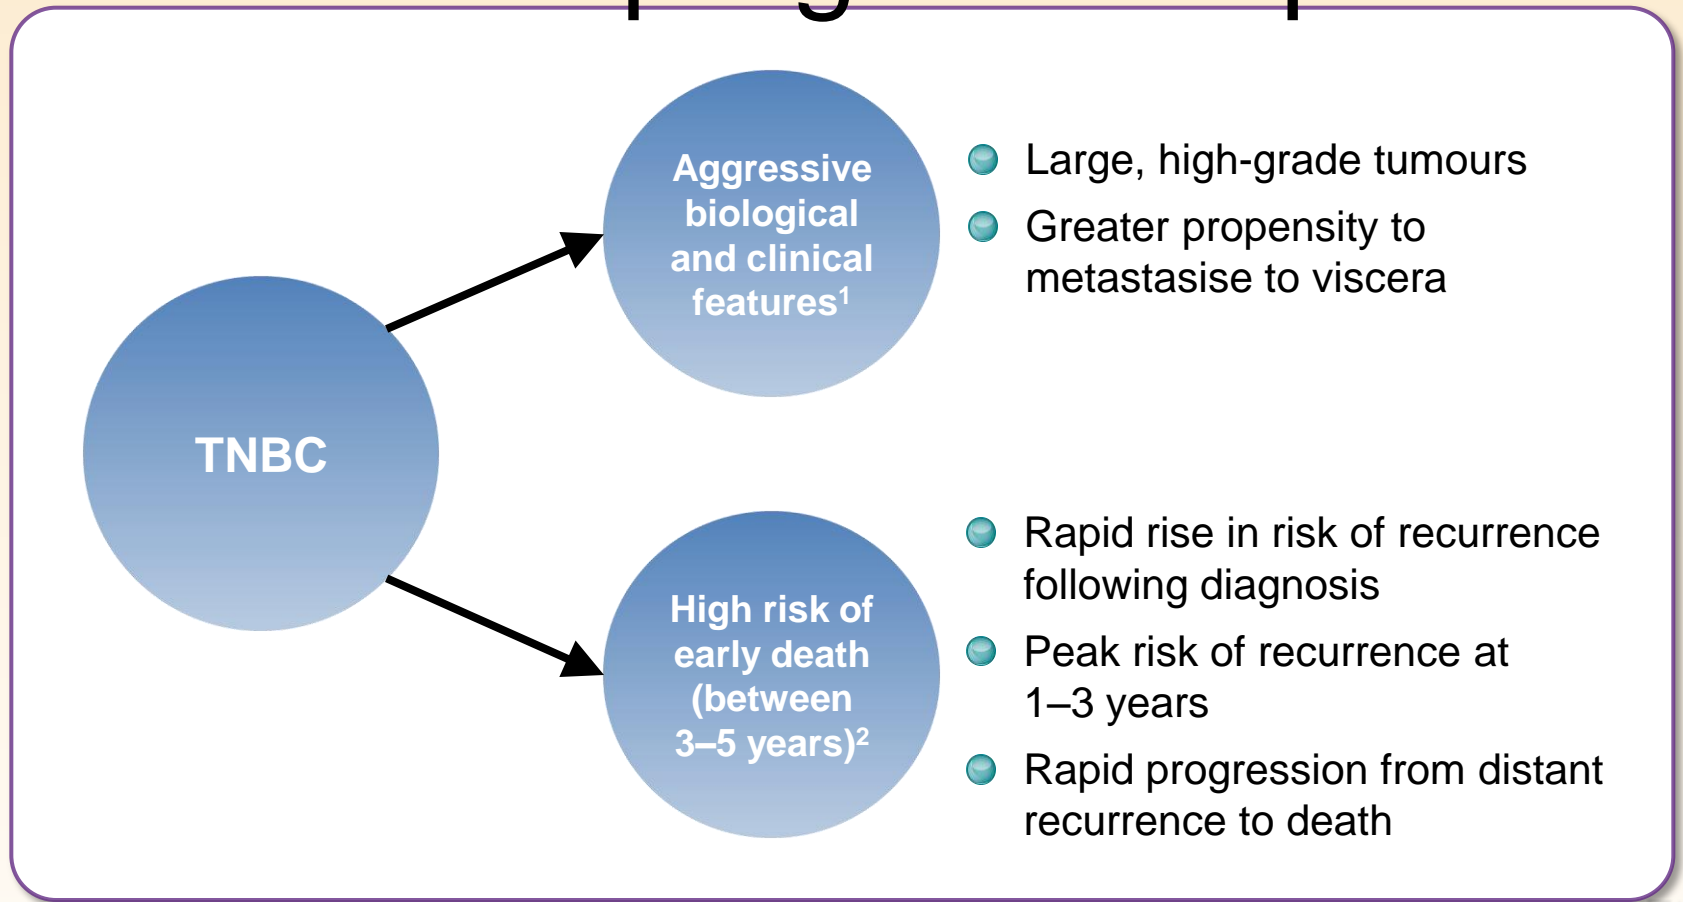 TNBC
Aggressive
biological
and clinical
features¹
Large, high-grade tumours
Greater propensity to
metastasise to viscera
High risk of
early death
(between
3–5 years)²
Rapid rise in risk of recurrence
following diagnosis
Peak risk of recurrence at
1–3 years
Rapid progression from distant
recurrence to death